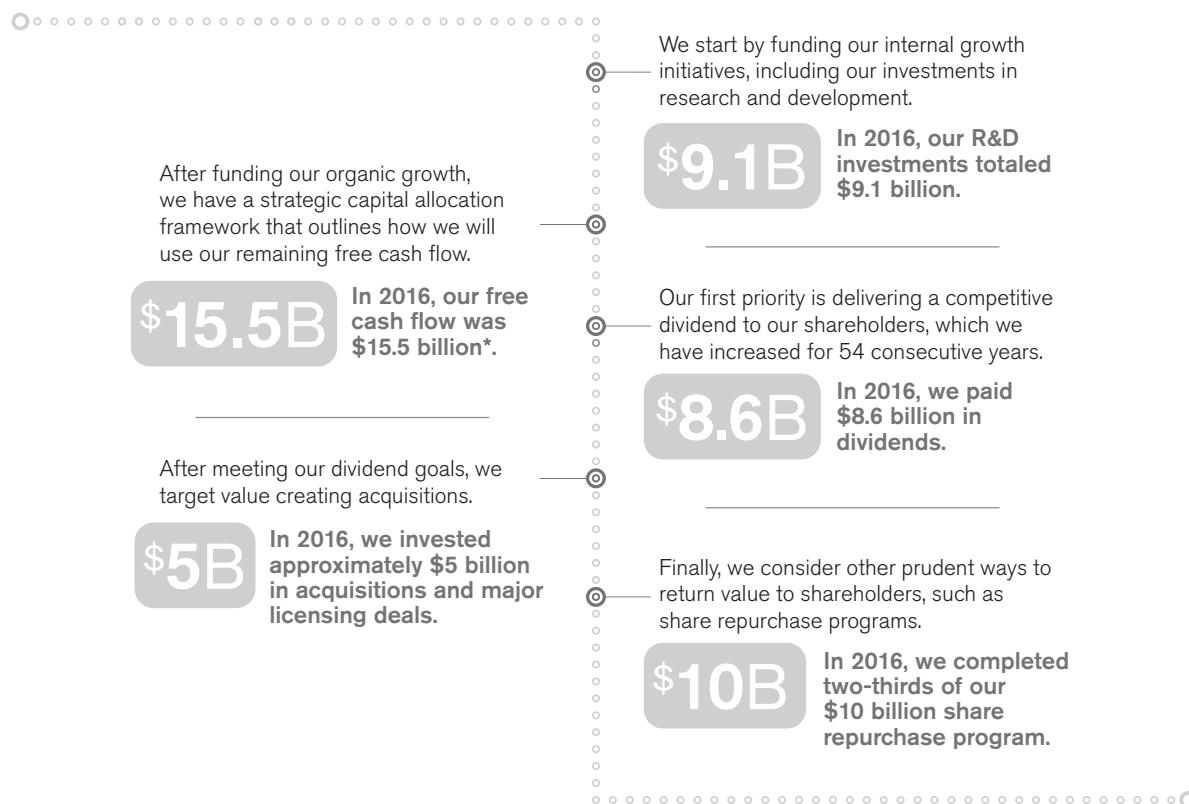 We start by funding our internal growth
initiatives, including our investments in
research and development.
$9.1B
In 2016, our R&D
investments totaled
$9.1 billion.
After funding our organic growth,
we have a strategic capital allocation
framework that outlines how we will
use our remaining free cash flow.
$15.5B
In 2016, our free
cash flow was
$15.5 billion*.
Our first priority is delivering a competitive
dividend to our shareholders, which we
have increased for 54 consecutive years.
$8.6B
In 2016, we paid
$8.6 billion in
dividends.
After meeting our dividend goals, we
target value creating acquisitions.
$5B
In 2016, we invested
approximately $5 billion
in acquisitions and major
licensing deals.
Finally, we consider other prudent ways to
return value to shareholders, such as
share repurchase programs.
$10B
In 2016, we completed
two-thirds of our
$10 billion share
repurchase program.